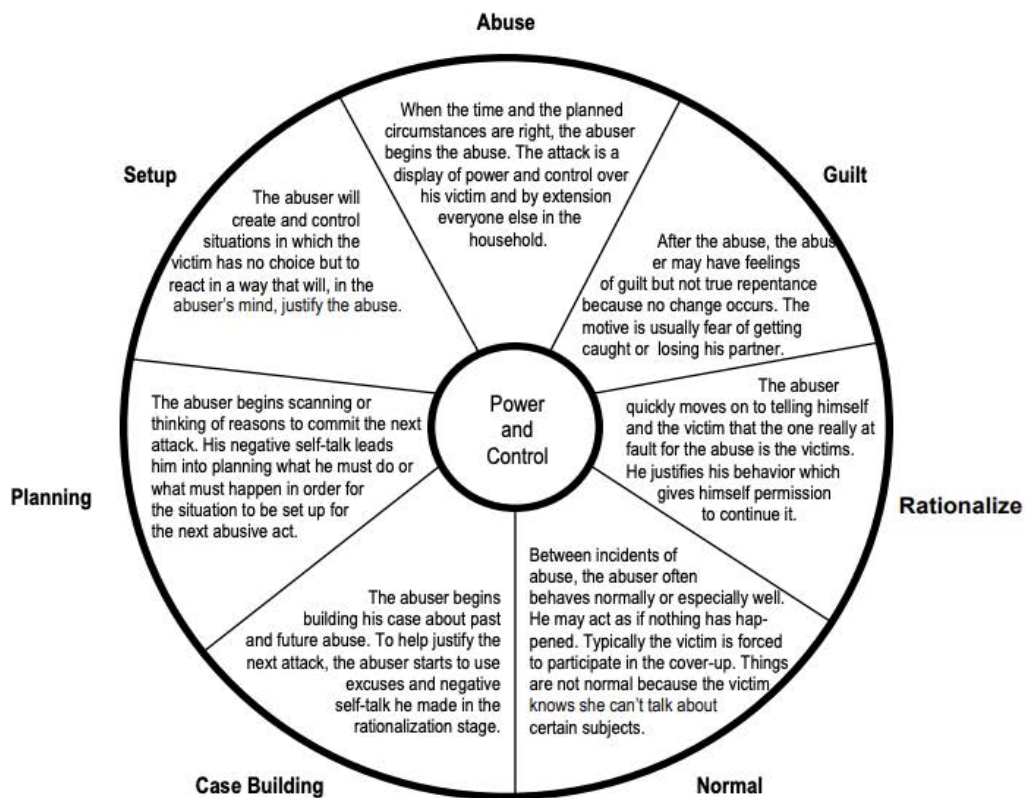 Abuse
When the time and the planned
circumstances are right, the abuser
begins the abuse. The attack is a
display of power and control over
his victim and by extension
everyone else in the
household.
Guilt
After the abuse, the abus
er may have feelings
of guilt but not true repentance
because no change occurs. The
motive is usually fear of getting
caught or losing his partner.
Rationalize
The abuser
quickly moves on to telling himself
and the victim that the one really at
fault for the abuse is the victims.
He justifies his behavior which
gives himself permission
to continue it.
Normal
Between incidents of
abuse, the abuser often
behaves normally or especially well.
He may act as if nothing has hap-
pened. Typically the victim is forced
to participate in the cover-up. Things
are not normal because the victim
knows she can't talk about
certain subjects.
Case Building
The abuser begins
building his case about past
and future abuse. To help justify the
next attack, the abuser starts to use
excuses and negative
self-talk he made in the
rationalization stage.
Planning
The abuser begins scanning or
thinking of reasons to commit the next
attack. His negative self-talk leads
him into planning what he must do or
what must happen in order for
the situation to be set up for
the next abusive act.
Setup
The abuser will
create and control
situations in which the
victim has no choice but to
react in a way that will, in the
abuser's mind, justify the abuse.
Power
and
Control